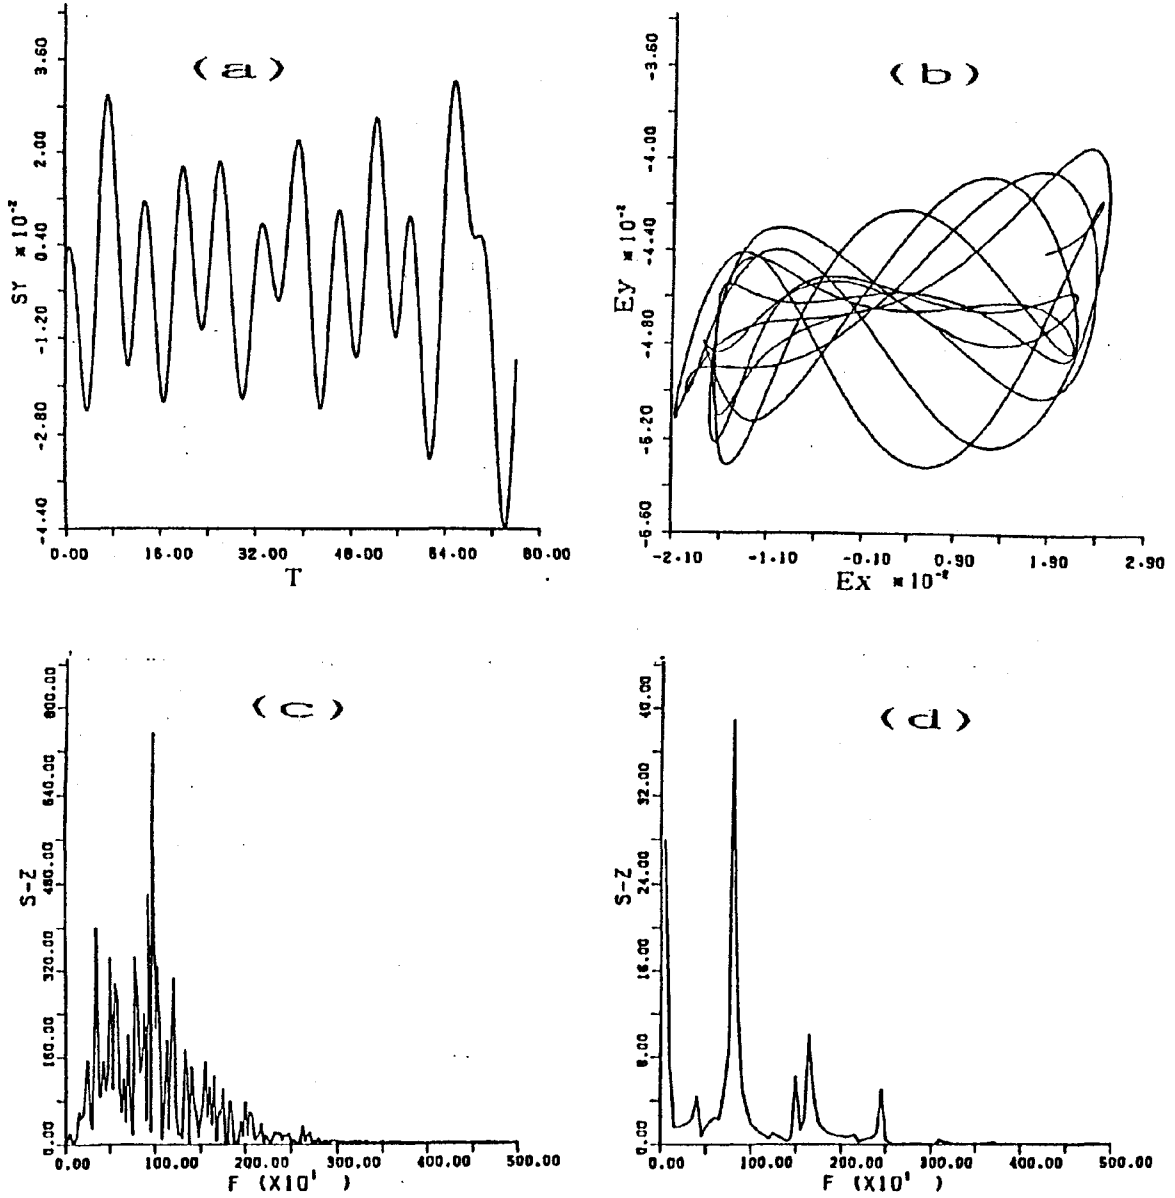 (a)
3.60
2.00
0.40
-1.20
-2.80
-4.40
SY ×10⁻²
0.00 16.00 32.00 48.00 64.00 80.00
T
(b)
-3.60
-4.00
-4.40
-4.80
-5.20
-5.60
Ey ×10⁻²
-2.10 -1.10 -0.10 0.90 1.90 2.90
Ex ×10⁻²
(c)
800.00
640.00
480.00
320.00
160.00
0.00
S-Z
0.00 100.00 200.00 300.00 400.00 500.00
F (X10¹ )
(d)
40.00
32.00
24.00
16.00
8.00
0.00
S-Z
0.00 100.00 200.00 300.00 400.00 500.00
F (X10¹ )